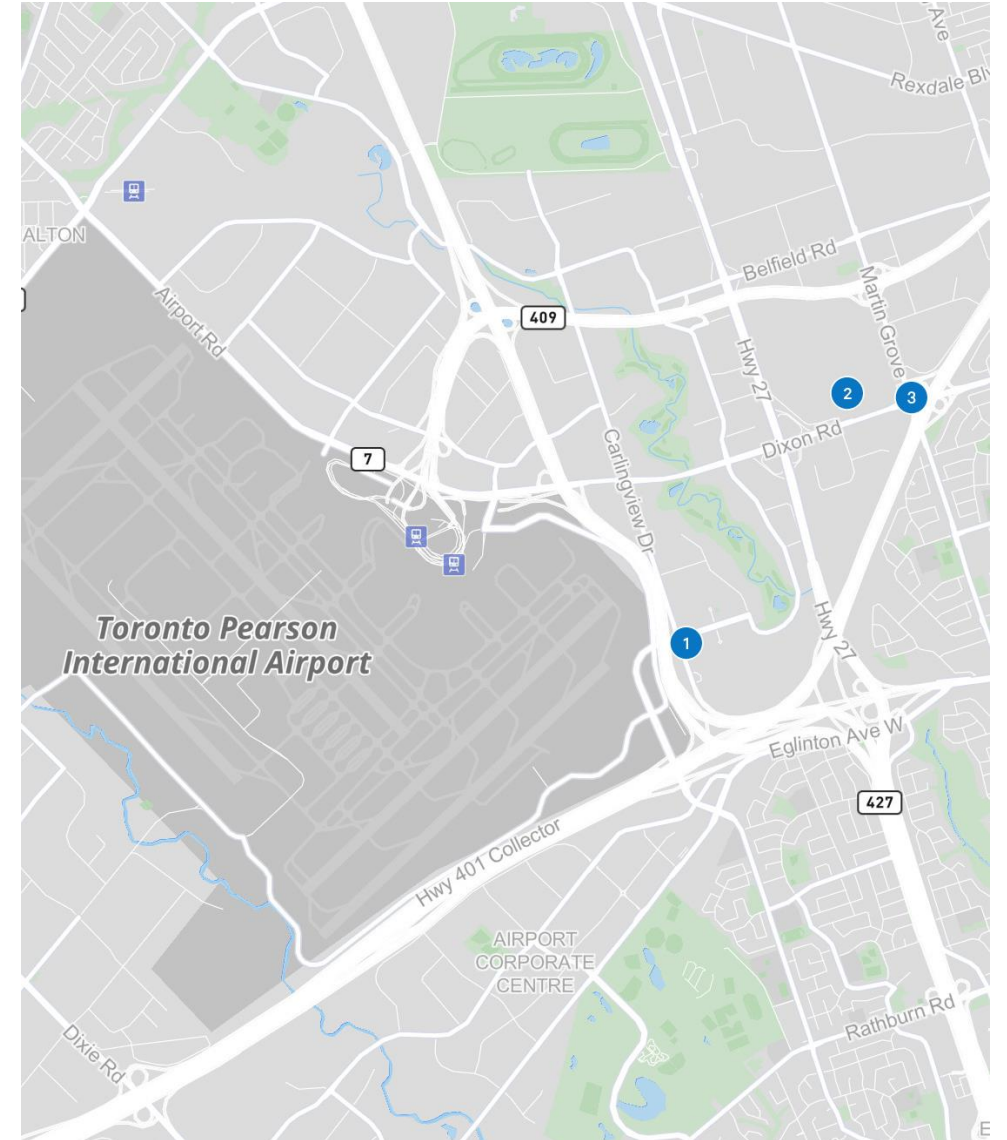 Ave
Rexdale Bl
ALTON
Belfield Rd
Martin Grove
Airport Rd
409
Hwy 27
2
3
Carlingview Dr
Dixon Rd
7
Toronto Pearson
International Airport
Hwy 27
1
Eglinton Ave W
427
Hwy 401 Collector
AIRPORT
CORPORATE
CENTRE
Rathburn Rd
Dixie Rd
E